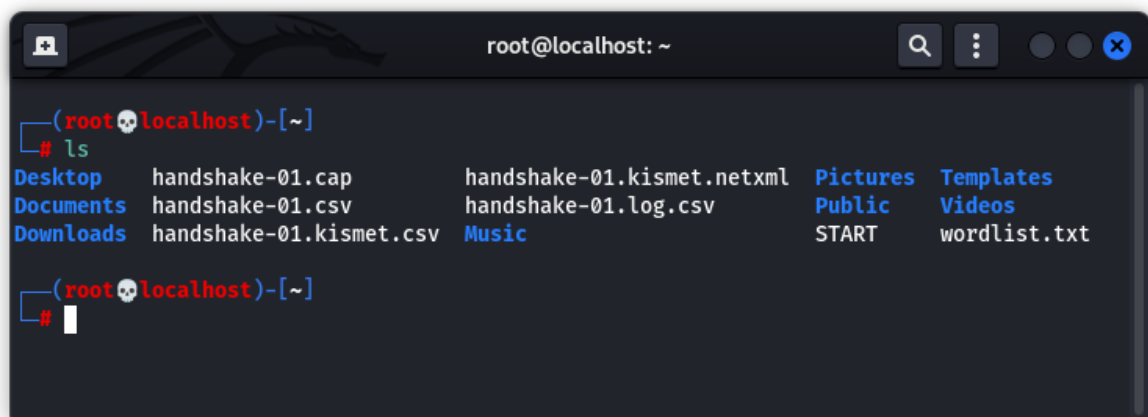 root@localhost: ~
┌──(root💀localhost)-[~]
└─# ls
Desktop handshake-01.cap handshake-01.kismet.netxml Pictures Templates
Documents handshake-01.csv handshake-01.log.csv Public Videos
Downloads handshake-01.kismet.csv Music START wordlist.txt
┌──(root💀localhost)-[~]
└─#